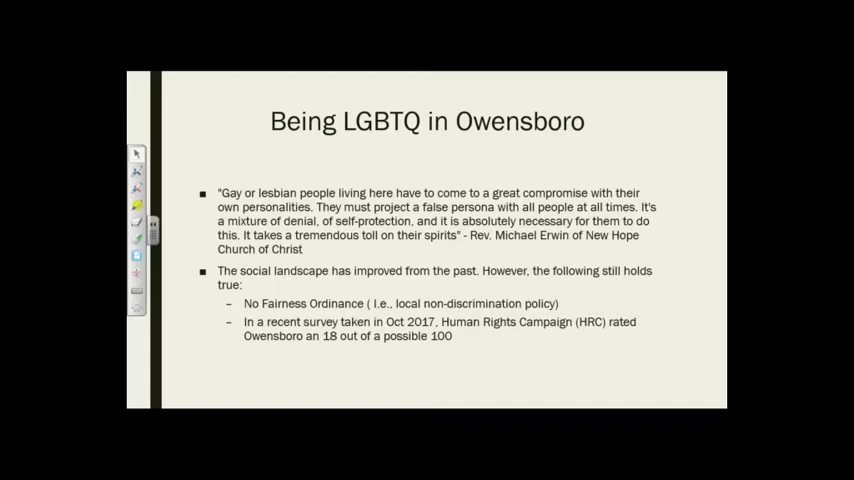 Being LGBTQ in Owensboro
"Gay or lesbian people living here have to come to a great compromise with their
own personalities. They must project a false persona with all people at all times. It's
a mixture of denial, of self-protection, and it is absolutely necessary for them to do
this. It takes a tremendous toll on their spirits" - Rev. Michael Erwin of New Hope
Church of Christ
The social landscape has improved from the past. However, the following still holds
true:
– No Fairness Ordinance ( I.e., local non-discrimination policy)
– In a recent survey taken in Oct 2017, Human Rights Campaign (HRC) rated
Owensboro an 18 out of a possible 100